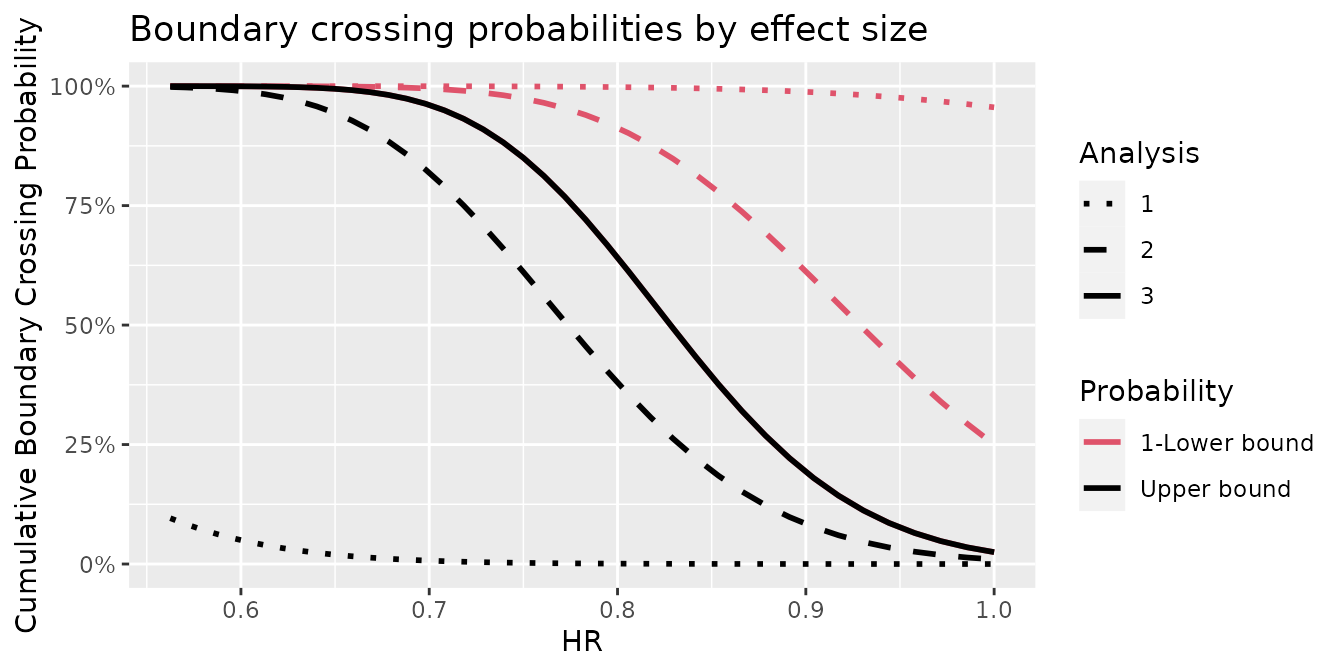 Boundary crossing probabilities by effect size
Cumulative Boundary Crossing Probability
100%
75%
50%
25%
0%
0.6
0.7
0.8
0.9
1.0
HR
Analysis
1
2
3
Probability
1-Lower bound
Upper bound